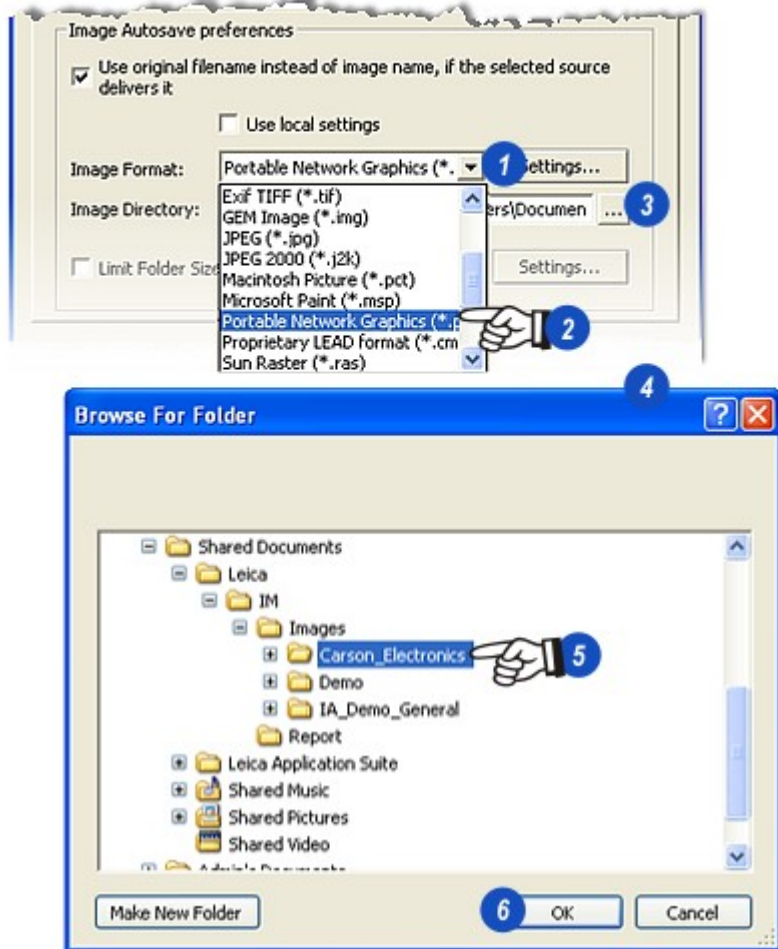 Image Autosave preferences
Use original filename instead of image name, if the selected source
delivers it
Use local settings
Image Format: Portable Network Graphics (*. 1 Settings...
Image Directory: ers\Documen ... 3
Exif TIFF (*.tif)
GEM Image (*.img)
JPEG (*.jpg)
JPEG 2000 (*.j2k)
Limit Folder Size Settings...
Macintosh Picture (*.pct)
Microsoft Paint (*.msp)
Portable Network Graphics (*.p 2
Proprietary LEAD format (*.cm
Sun Raster (*.ras)
4
Browse For Folder
Shared Documents
Leica
IM
Images
Carson_Electronics 5
Demo
IA_Demo_General
Report
Leica Application Suite
Shared Music
Shared Pictures
Shared Video
Admin's Documents
Make New Folder 6 OK Cancel